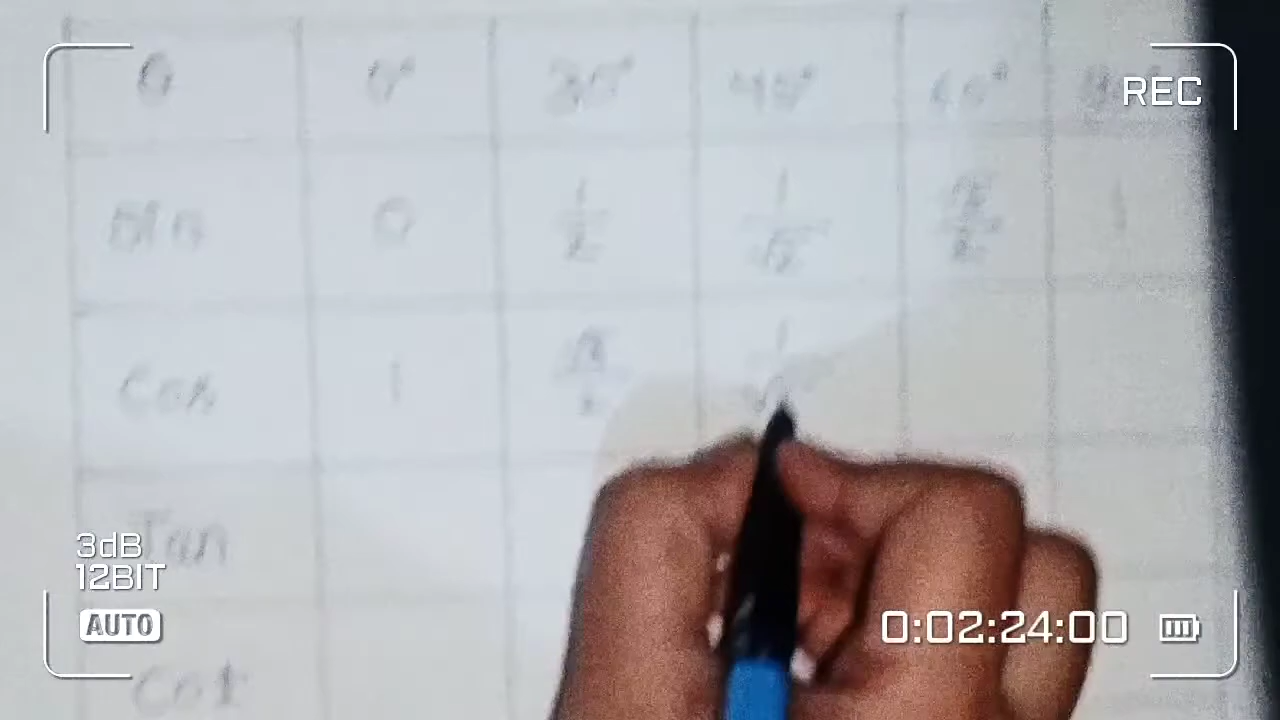 θ 0° 30° 45° 60° 90°
REC
Sin 0 1/2 1/√2 √3/2 1
Cos 1 √3/2 1/√
Tan
3dB
12BIT
AUTO
0:02:24:00
Cot